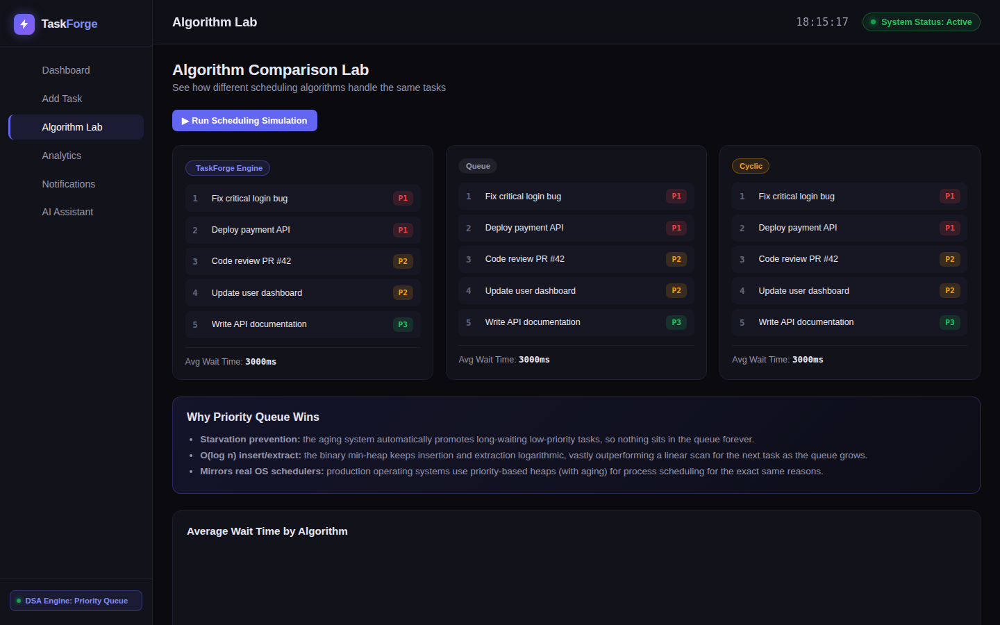 TaskForge
Dashboard
Add Task
Algorithm Lab
Analytics
Notifications
AI Assistant
DSA Engine: Priority Queue
Algorithm Lab
18:15:17
System Status: Active
Algorithm Comparison Lab
See how different scheduling algorithms handle the same tasks
▶ Run Scheduling Simulation
TaskForge Engine
1 Fix critical login bug P1
2 Deploy payment API P1
3 Code review PR #42 P2
4 Update user dashboard P2
5 Write API documentation P3
Avg Wait Time: 3000ms
Queue
1 Fix critical login bug P1
2 Deploy payment API P1
3 Code review PR #42 P2
4 Update user dashboard P2
5 Write API documentation P3
Avg Wait Time: 3000ms
Cyclic
1 Fix critical login bug P1
2 Deploy payment API P1
3 Code review PR #42 P2
4 Update user dashboard P2
5 Write API documentation P3
Avg Wait Time: 3000ms
Why Priority Queue Wins
• Starvation prevention: the aging system automatically promotes long-waiting low-priority tasks, so nothing sits in the queue forever.
• O(log n) insert/extract: the binary min-heap keeps insertion and extraction logarithmic, vastly outperforming a linear scan for the next task as the queue grows.
• Mirrors real OS schedulers: production operating systems use priority-based heaps (with aging) for process scheduling for the exact same reasons.
Average Wait Time by Algorithm